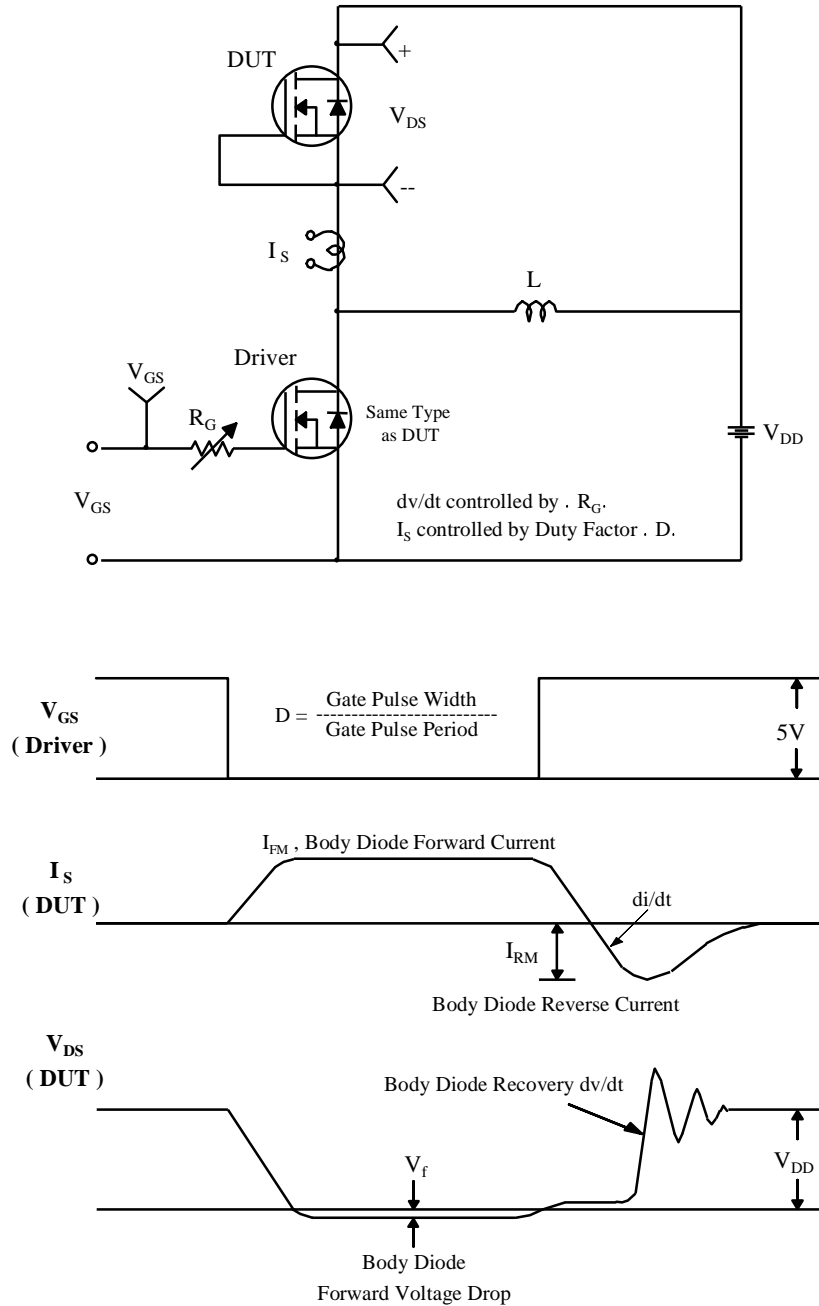 DUT
+
V_DS
--
I_S
L
Driver
V_GS
R_G
Same Type
as DUT
V_DD
V_GS
dv/dt controlled by . R_G.
I_S controlled by Duty Factor . D.
V_GS
( Driver )
D = Gate Pulse Width
--------------------------
Gate Pulse Period
5V
I_FM , Body Diode Forward Current
I_S
( DUT )
di/dt
I_RM
Body Diode Reverse Current
V_DS
( DUT )
Body Diode Recovery dv/dt
V_f
V_DD
Body Diode
Forward Voltage Drop